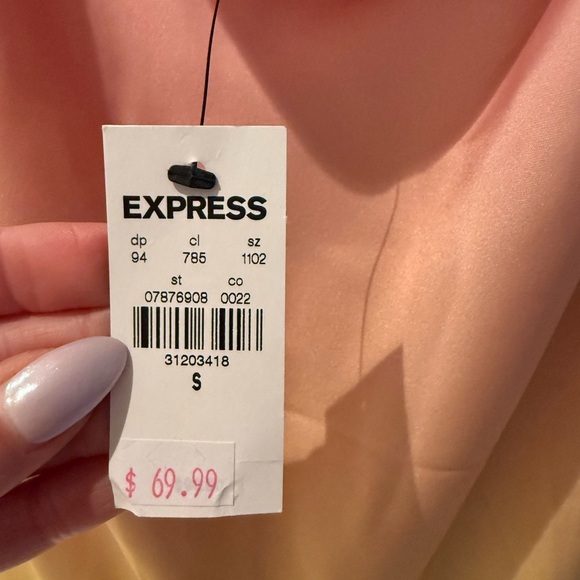 EXPRESS
dp cl sz
94 785 1102
st co
07876908 0022
31203418
S
$ 69.99